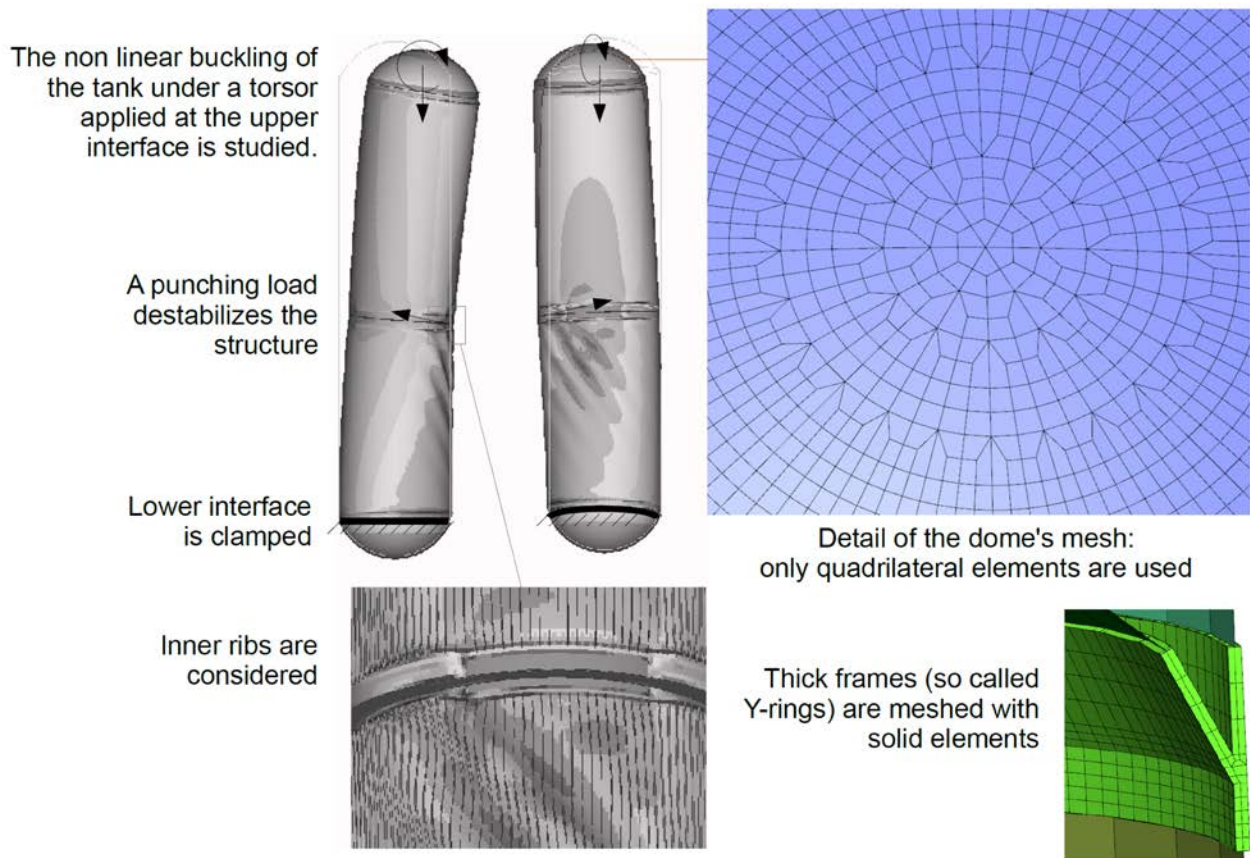 The non linear buckling of
the tank under a torsor
applied at the upper
interface is studied.
A punching load
destabilizes the
structure
Lower interface
is clamped
Detail of the dome's mesh:
only quadrilateral elements are used
Inner ribs are
considered
Thick frames (so called
Y-rings) are meshed with
solid elements